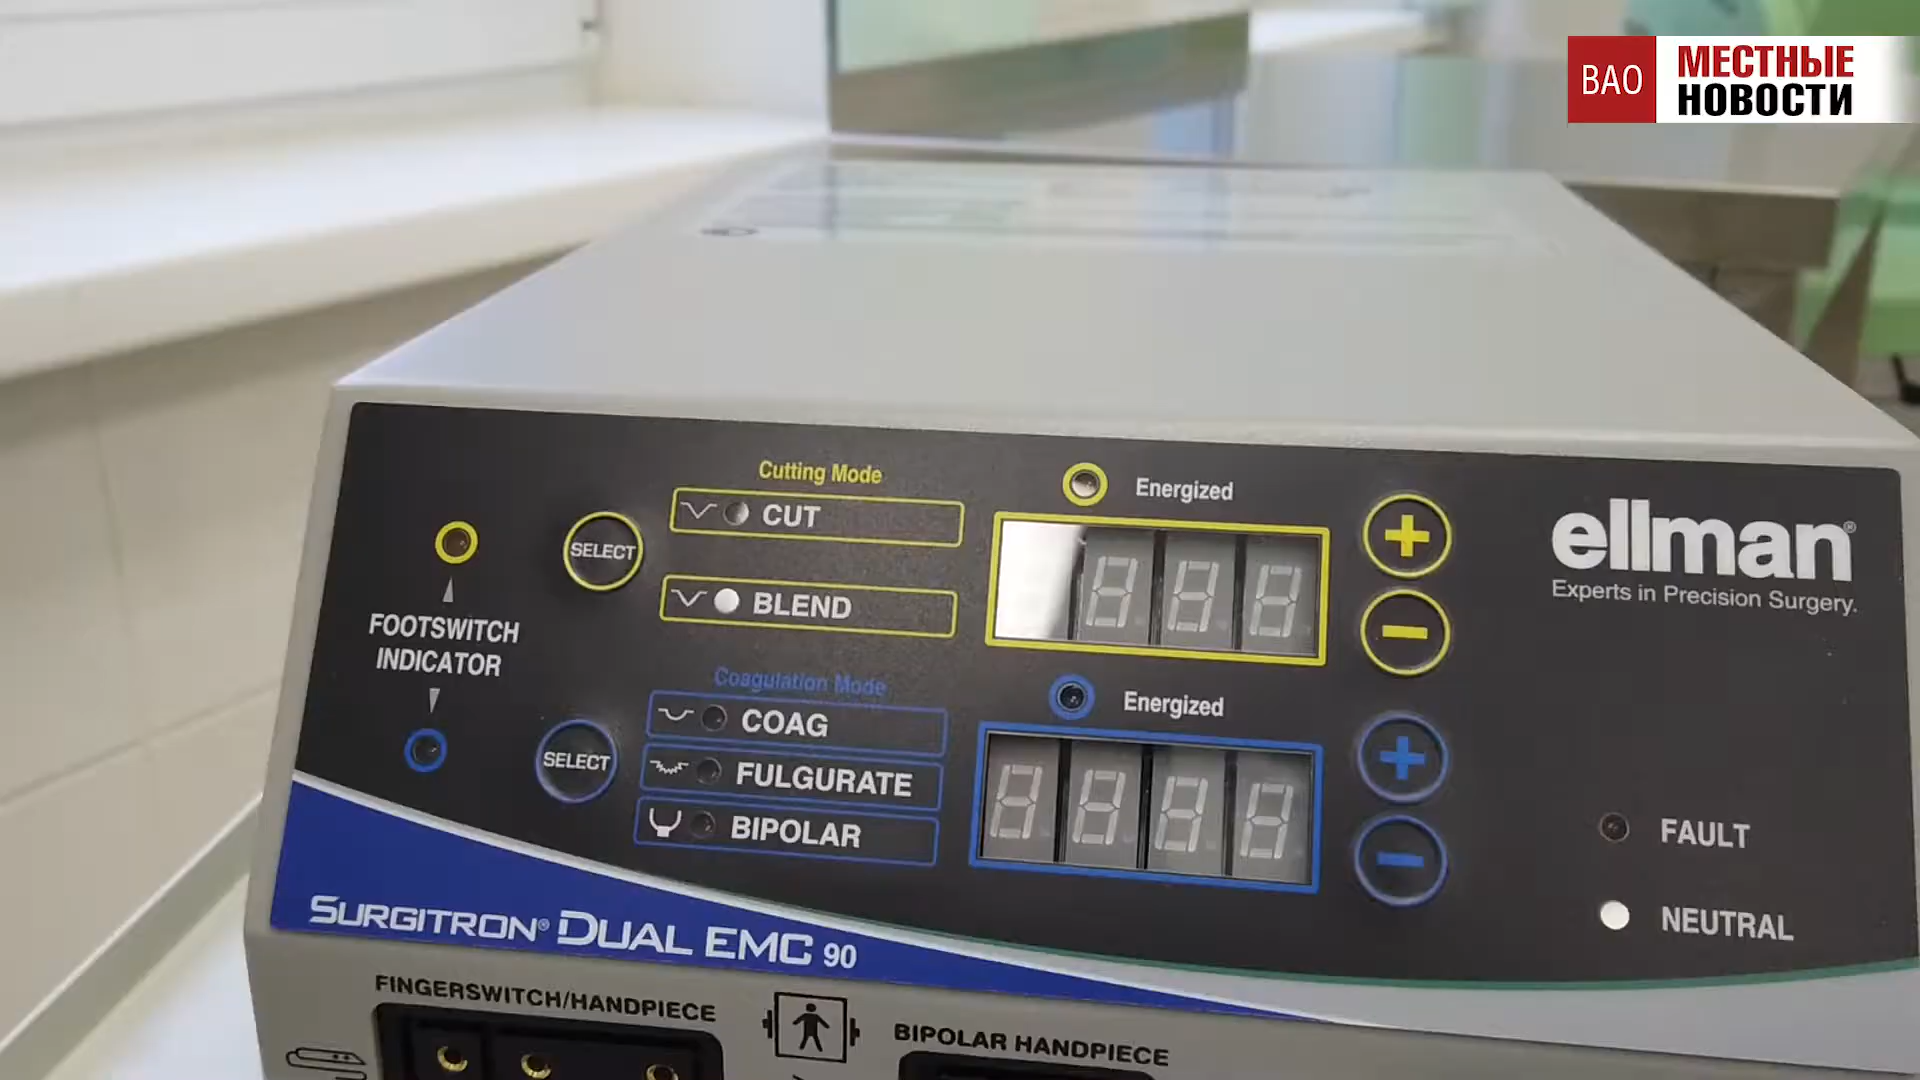 ВАО
МЕСТНЫЕ
НОВОСТИ
Cutting Mode
Energized
SELECT
CUT
BLEND
ellman®
Experts in Precision Surgery.
FOOTSWITCH
INDICATOR
Coagulation Mode
Energized
SELECT
COAG
FULGURATE
BIPOLAR
FAULT
NEUTRAL
SURGITRON® DUAL EMC 90
FINGERSWITCH/HANDPIECE
BIPOLAR HANDPIECE